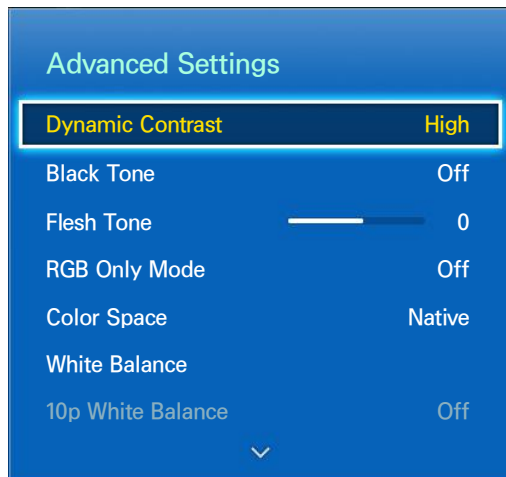 Advanced Settings
Dynamic Contrast High
Black Tone Off
Flesh Tone 0
RGB Only Mode Off
Color Space Native
White Balance
10p White Balance Off